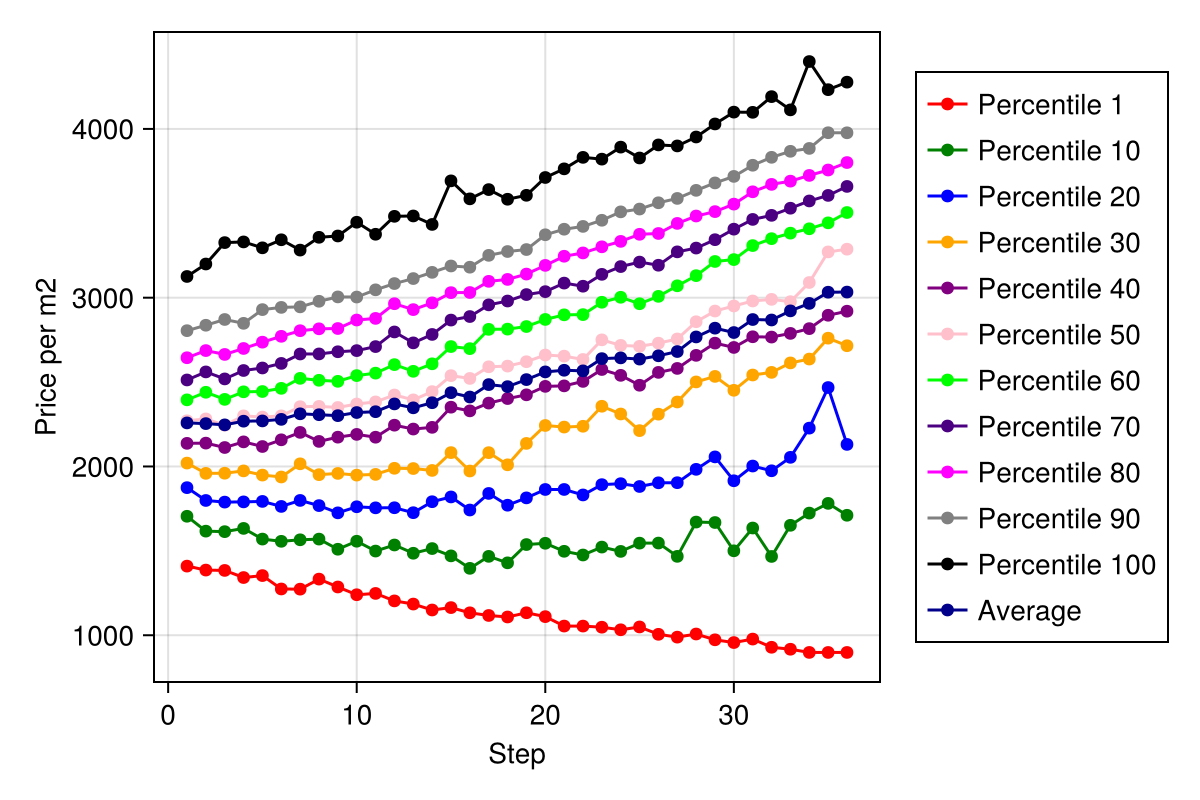 4000
3000
2000
1000
Price per m2
0 10 20 30
Step
Percentile 1
Percentile 10
Percentile 20
Percentile 30
Percentile 40
Percentile 50
Percentile 60
Percentile 70
Percentile 80
Percentile 90
Percentile 100
Average